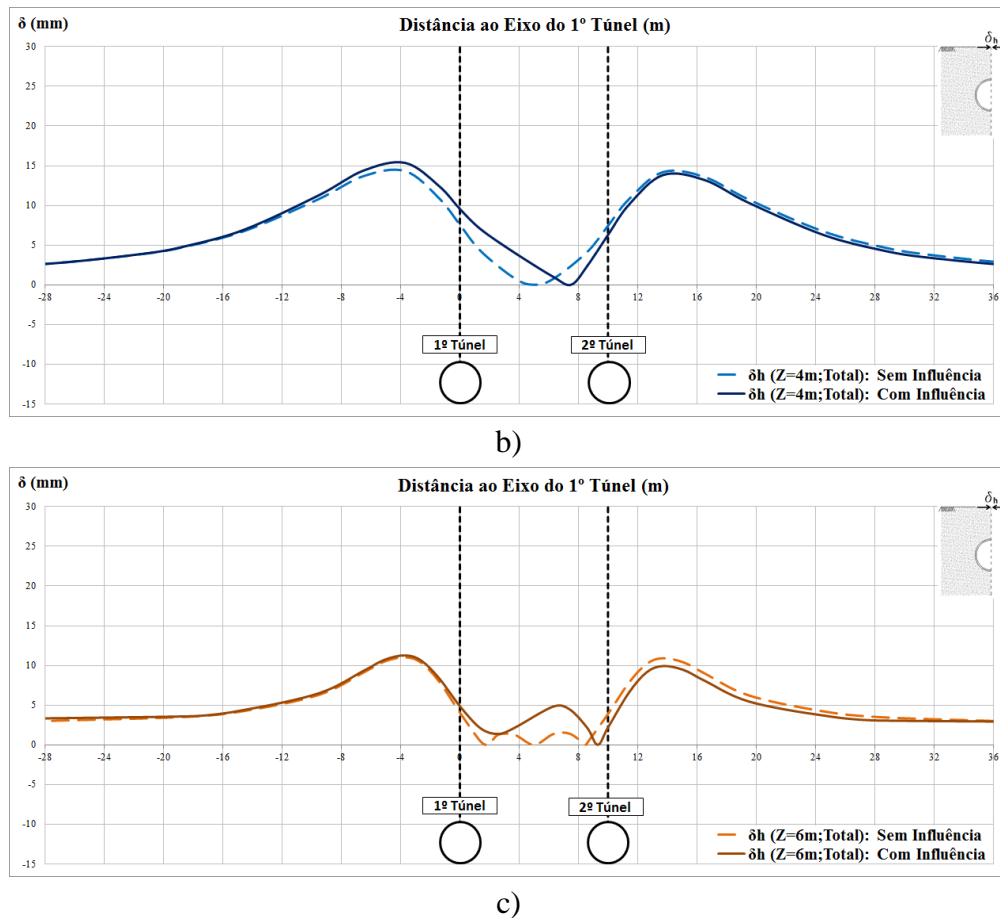 δ (mm)
Distância ao Eixo do 1º Túnel (m)
δh
30
25
20
15
10
5
0
-28 -24 -20 -16 -12 -8 -4 0 4 8 12 16 20 24 28 32 36
-5
1º Túnel 2º Túnel
-10
δh (Z=4m;Total): Sem Influência
δh (Z=4m;Total): Com Influência
-15
b)
δ (mm)
Distância ao Eixo do 1º Túnel (m)
δh
30
25
20
15
10
5
0
-28 -24 -20 -16 -12 -8 -4 0 4 8 12 16 20 24 28 32 36
-5
1º Túnel 2º Túnel
-10
δh (Z=6m;Total): Sem Influência
δh (Z=6m;Total): Com Influência
-15
c)